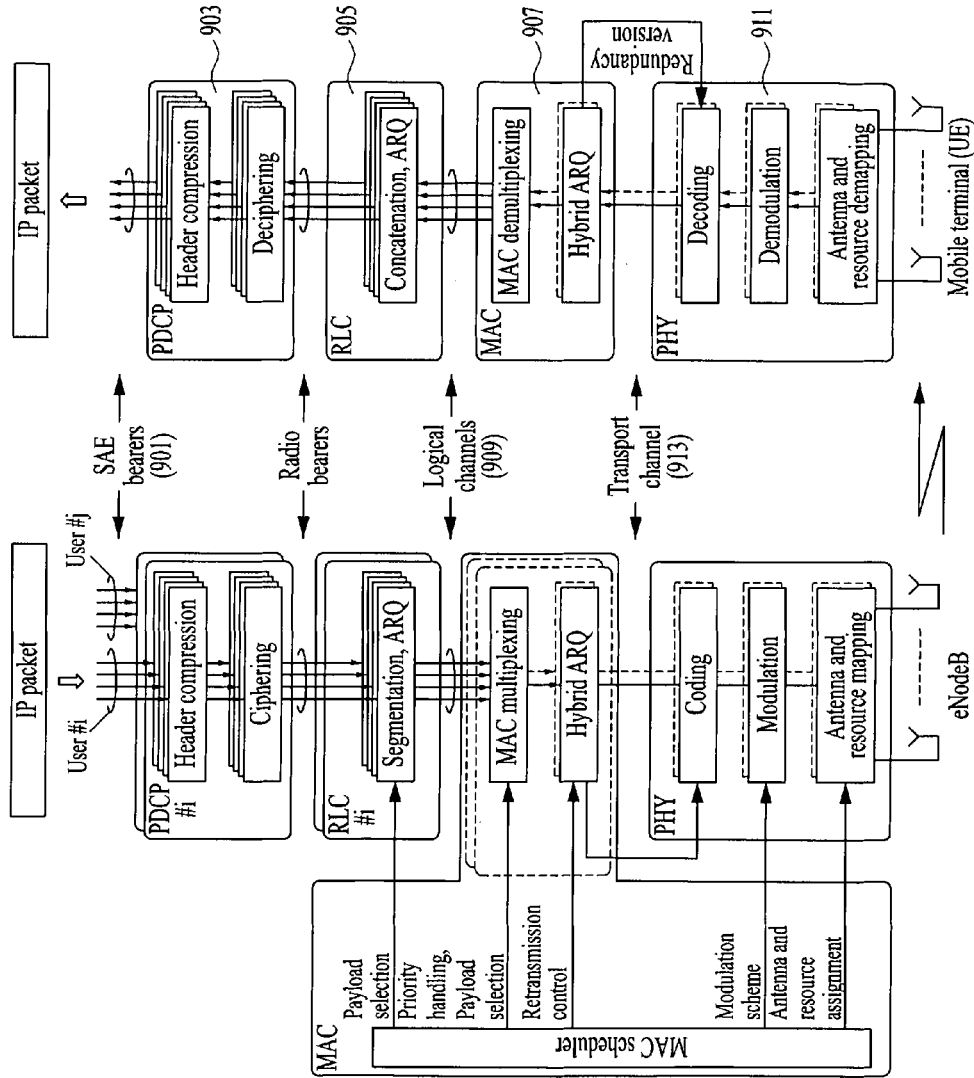 IP packet
User #i
User #j
PDCP
#i
Header compression
Ciphering
RLC
#i
Segmentation, ARQ
MAC
MAC scheduler
Payload
selection
Priority
handling,
Payload
selection
Retransmission
control
Modulation
scheme
Antenna and
resource
assignment
MAC multiplexing
Hybrid ARQ
PHY
Coding
Modulation
Antenna and
resource mapping
eNodeB
SAE
bearers
(901)
Radio
bearers
Logical
channels
(909)
Transport
channel
(913)
IP packet
PDCP
903
Header compression
Deciphering
RLC
905
Concatenation, ARQ
MAC
907
MAC demultiplexing
Hybrid ARQ
Redundancy
version
PHY
911
Decoding
Demodulation
Antenna and
resource demapping
Mobile terminal (UE)